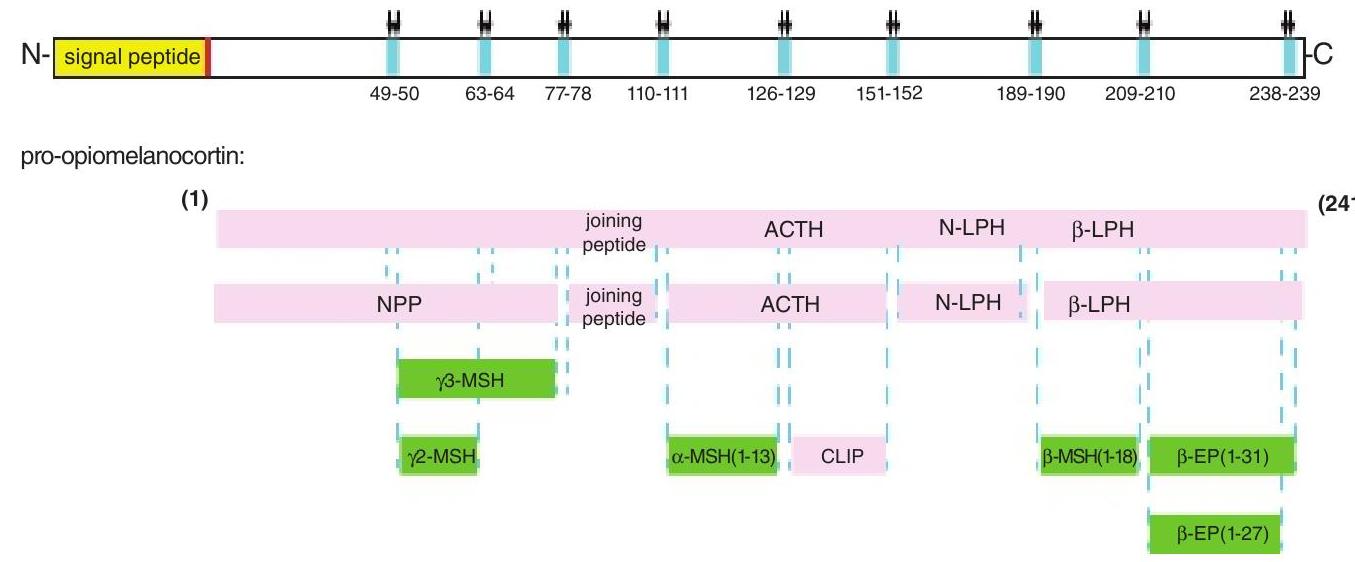 N- signal peptide -C
49-50 63-64 77-78 110-111 126-129 151-152 189-190 209-210 238-239
pro-opiomelanocortin:
(1) (241
joining peptide ACTH N-LPH β-LPH
NPP joining peptide ACTH N-LPH β-LPH
γ3-MSH
γ2-MSH α-MSH(1-13) CLIP β-MSH(1-18) β-EP(1-31)
β-EP(1-27)